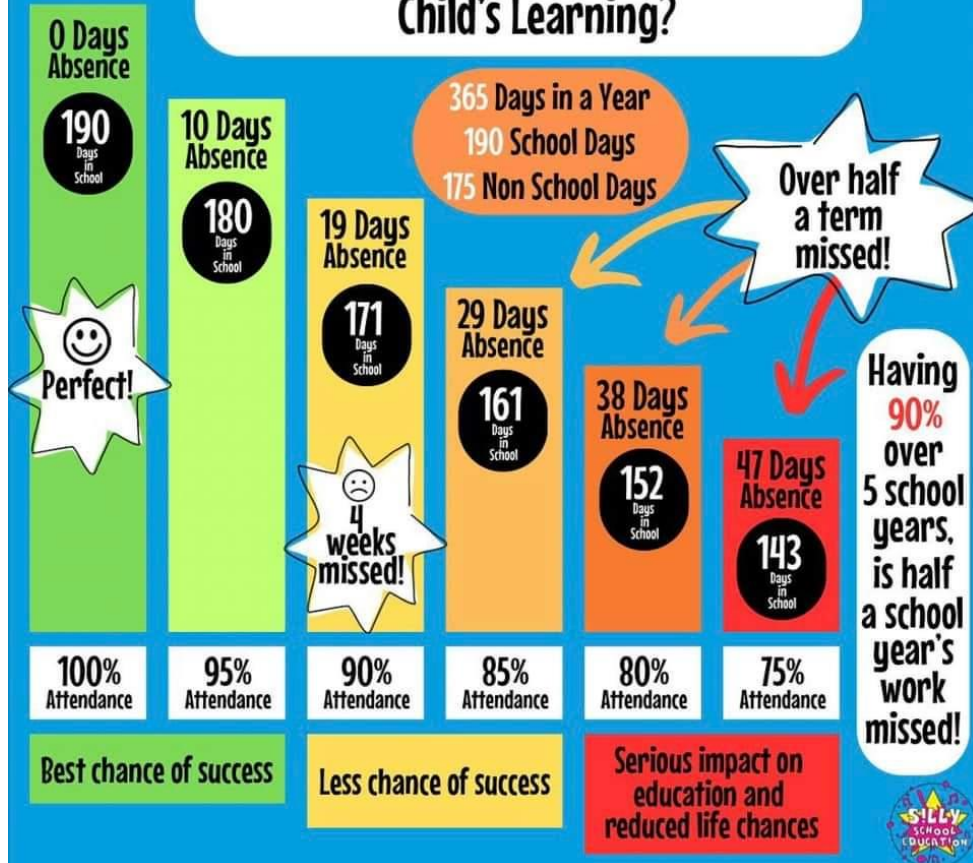 Child's Learning?
0 Days
Absence
190
Days
in
School
Perfect!
10 Days
Absence
180
Days
in
School
19 Days
Absence
171
Days
in
School
4
weeks
missed!
29 Days
Absence
161
Days
in
School
38 Days
Absence
152
Days
in
School
47 Days
Absence
143
Days
in
School
365 Days in a Year
190 School Days
175 Non School Days
Over half
a term
missed!
Having
90%
over
5 school
years,
is half
a school
year's
work
missed!
100%
Attendance
95%
Attendance
90%
Attendance
85%
Attendance
80%
Attendance
75%
Attendance
Best chance of success
Less chance of success
Serious impact on
education and
reduced life chances
SILLY
SCHOOL
EDUCATION